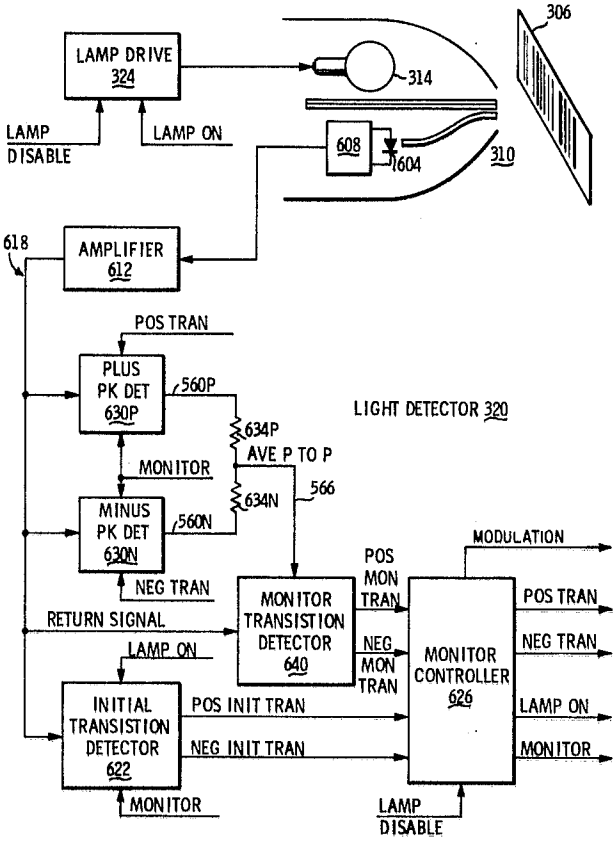 306
LAMP DRIVE
324
314
LAMP
DISABLE
LAMP ON
608
604
310
618
AMPLIFIER
612
POS TRAN
PLUS
PK DET
630P
560P
634P
LIGHT DETECTOR 320
AVE P TO P
MONITOR
566
634N
MINUS
PK DET
630N
560N
MODULATION
NEG TRAN
POS
MON
TRAN
POS TRAN
MONITOR
TRANSISTION
DETECTOR
640
RETURN SIGNAL
NEG
MON
TRAN
NEG TRAN
MONITOR
CONTROLLER
626
LAMP ON
INITIAL
TRANSISTION
DETECTOR
622
POS INIT TRAN
LAMP ON
NEG INIT TRAN
MONITOR
MONITOR
LAMP
DISABLE